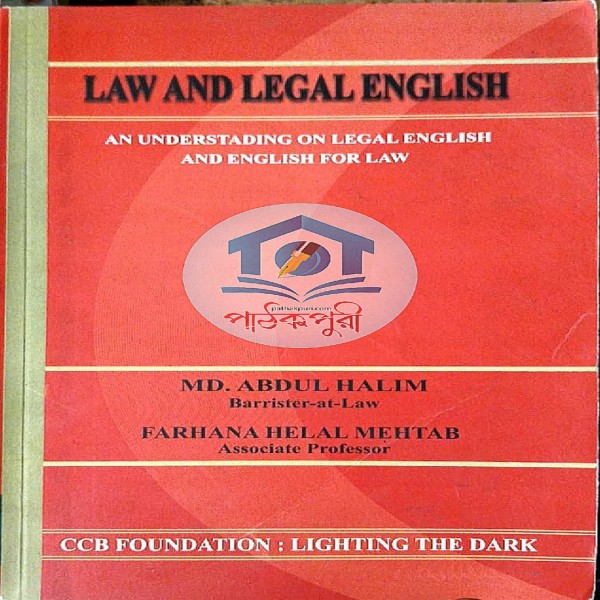 LAW AND LEGAL ENGLISH
AN UNDERSTADING ON LEGAL ENGLISH
AND ENGLISH FOR LAW
pathakpuri.com
পাঠকপুরী
MD. ABDUL HALIM
Barrister-at-Law
FARHANA HELAL MEHTAB
Associate Professor
CCB FOUNDATION : LIGHTING THE DARK